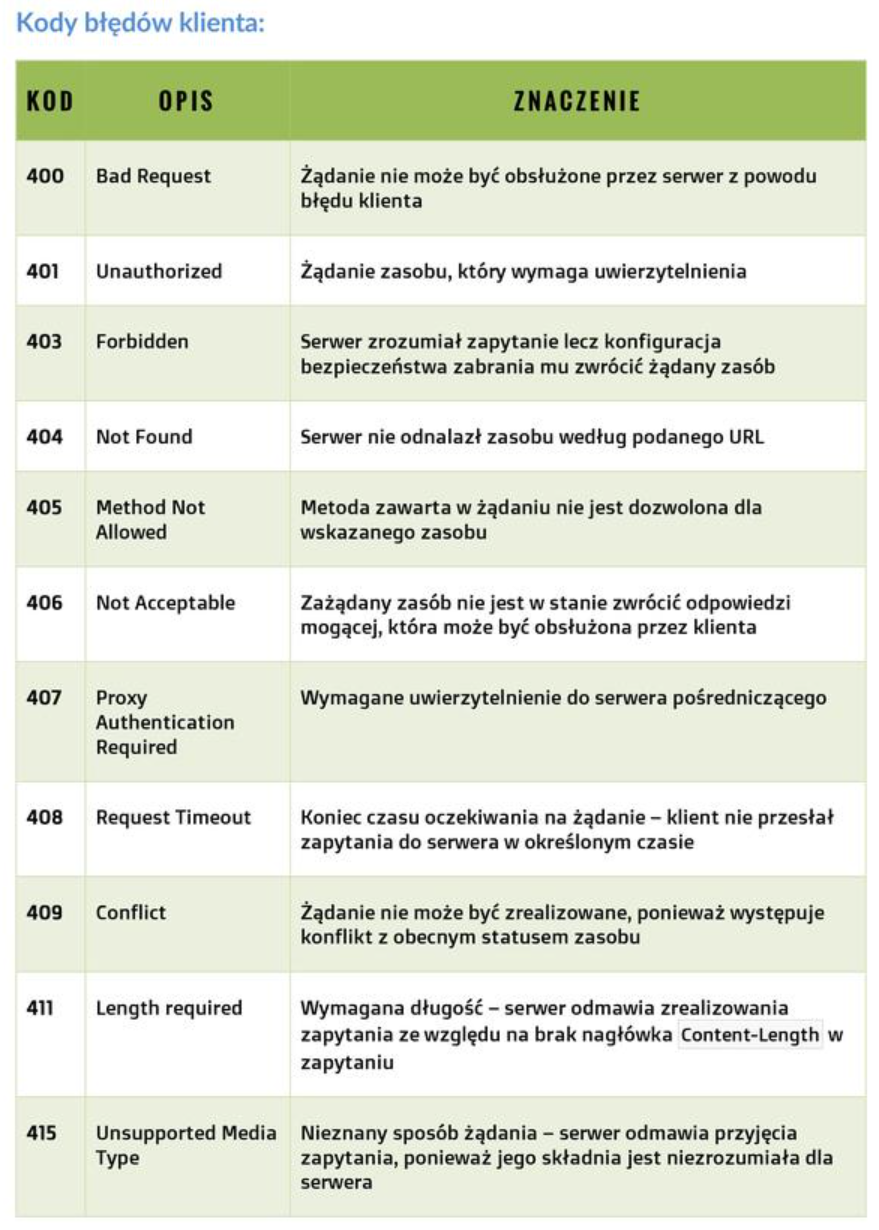 Kody błędów klienta:
KOD OPIS ZNACZENIE
400 Bad Request Żądanie nie może być obsłużone przez serwer z powodu
błędu klienta
401 Unauthorized Żądanie zasobu, który wymaga uwierzytelnienia
403 Forbidden Serwer zrozumiał zapytanie lecz konfiguracja
bezpieczeństwa zabrania mu zwrócić żądany zasób
404 Not Found Serwer nie odnalazł zasobu według podanego URL
405 Method Not Metoda zawarta w żądaniu nie jest dozwolona dla
Allowed wskazanego zasobu
406 Not Acceptable Zażądany zasób nie jest w stanie zwrócić odpowiedzi
mogącej, która może być obsłużona przez klienta
407 Proxy Wymagane uwierzytelnienie do serwera pośredniczącego
Authentication
Required
408 Request Timeout Koniec czasu oczekiwania na żądanie – klient nie przesłał
zapytania do serwera w określonym czasie
409 Conflict Żądanie nie może być zrealizowane, ponieważ występuje
konflikt z obecnym statusem zasobu
411 Length required Wymagana długość – serwer odmawia zrealizowania
zapytania ze względu na brak nagłówka Content-Length w
zapytaniu
415 Unsupported Media Nieznany sposób żądania – serwer odmawia przyjęcia
Type zapytania, ponieważ jego składnia jest niezrozumiała dla
serwera